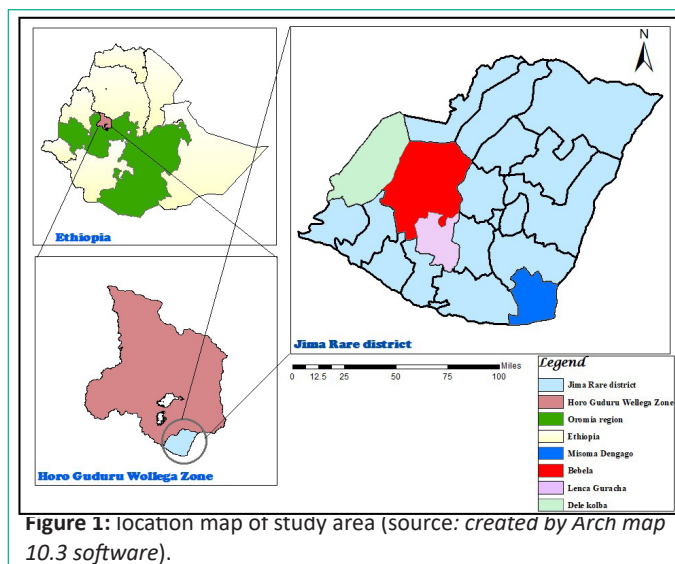 N
Ethiopia
Jima Rare district
Miles
0 12.5 25 50 75 100
Horo Guduru Wollega Zone
Legend
Jima Rare district
Horo Guduru Wellega Zone
Oromia region
Ethiopia
Misoma Dengago
Bebela
Lenca Guracha
Dele kolba
Figure 1: location map of study area (source: created by Arch map
10.3 software).